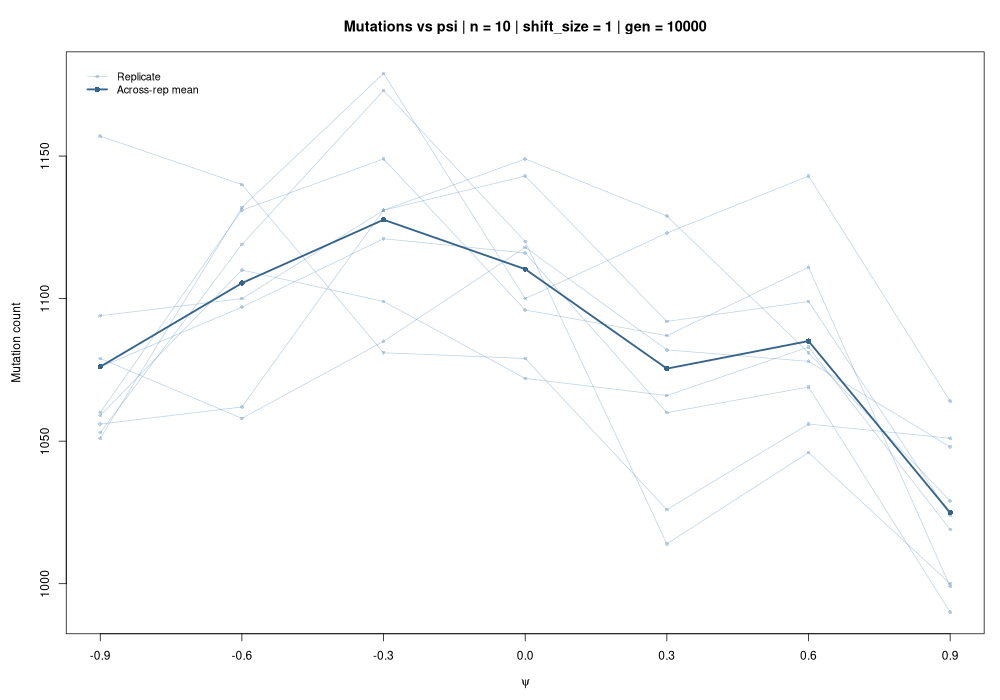 Mutations vs psi | n = 10 | shift_size = 1 | gen = 10000
Replicate
Across-rep mean
Mutation count
1150
1100
1050
1000
-0.9 -0.6 -0.3 0.0 0.3 0.6 0.9
ψ